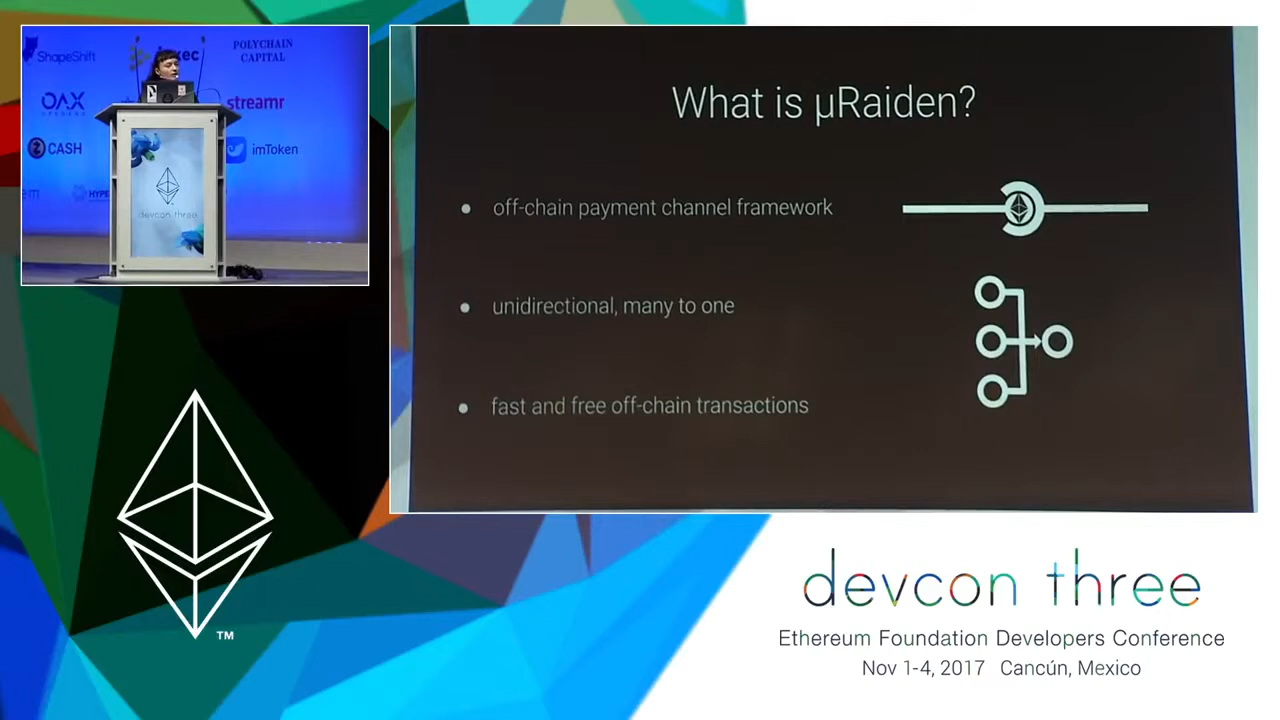 ShapeShift
POLYCHAIN
CAPITAL
OAX
streamr
CASH
imToken
devcon three
What is µRaiden?
• off-chain payment channel framework
• unidirectional, many to one
• fast and free off-chain transactions
TM
devcon three
Ethereum Foundation Developers Conference
Nov 1-4, 2017 Cancún, Mexico